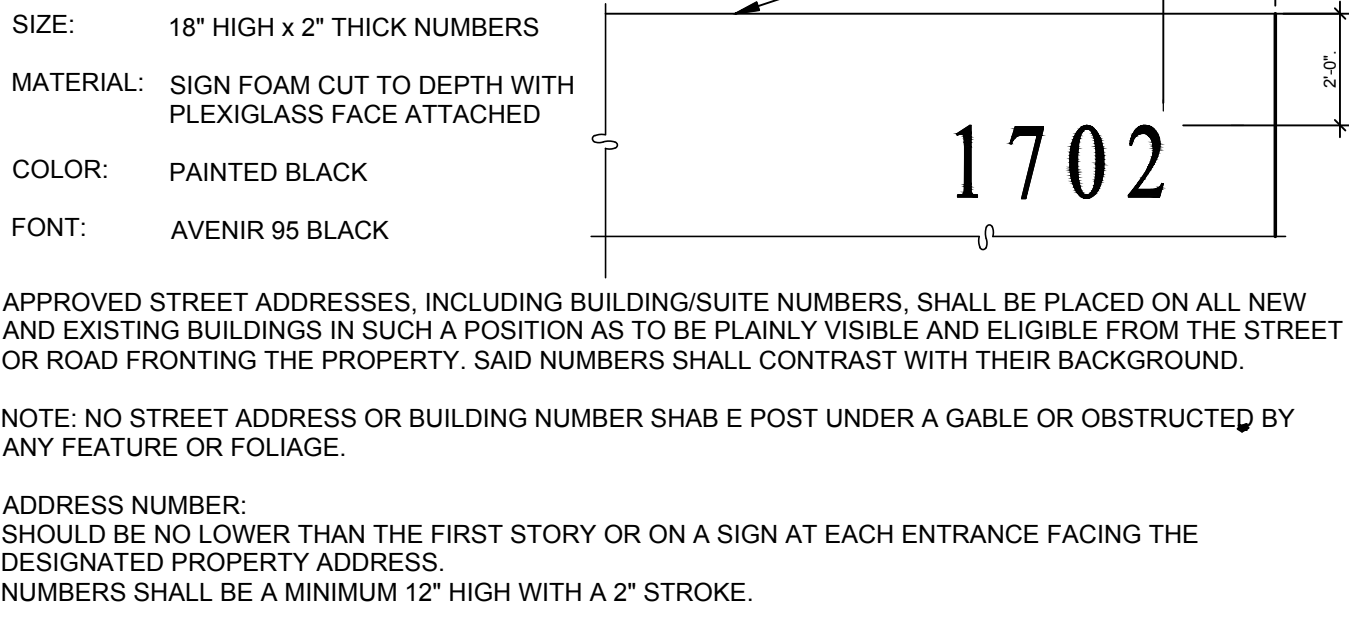 SIZE: 18" HIGH x 2" THICK NUMBERS
MATERIAL: SIGN FOAM CUT TO DEPTH WITH
PLEXIGLASS FACE ATTACHED
COLOR: PAINTED BLACK
FONT: AVENIR 95 BLACK
2'-0".
1702
APPROVED STREET ADDRESSES, INCLUDING BUILDING/SUITE NUMBERS, SHALL BE PLACED ON ALL NEW
AND EXISTING BUILDINGS IN SUCH A POSITION AS TO BE PLAINLY VISIBLE AND ELIGIBLE FROM THE STREET
OR ROAD FRONTING THE PROPERTY. SAID NUMBERS SHALL CONTRAST WITH THEIR BACKGROUND.
NOTE: NO STREET ADDRESS OR BUILDING NUMBER SHAB E POST UNDER A GABLE OR OBSTRUCTED BY
ANY FEATURE OR FOLIAGE.
ADDRESS NUMBER:
SHOULD BE NO LOWER THAN THE FIRST STORY OR ON A SIGN AT EACH ENTRANCE FACING THE
DESIGNATED PROPERTY ADDRESS.
NUMBERS SHALL BE A MINIMUM 12" HIGH WITH A 2" STROKE.